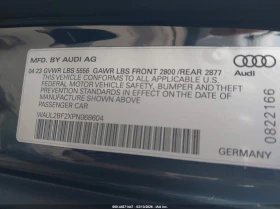 MFD. BY AUDI AG
04 23 GVWR LBS 5556 GAWR LBS FRONT 2800 /REAR 2877
THIS VEHICLE CONFORMS TO ALL APPLICABLE U.S.
FEDERAL MOTOR VEHICLE SAFETY AND
THEFT PREVENTION STANDARDS IN EFFECT ON THE DATE OF
MANUFACTURE SHOWN ABOVE.
PASSENGER CAR
WAUL2BF2XPN068604
Audi
0822166
GERMANY